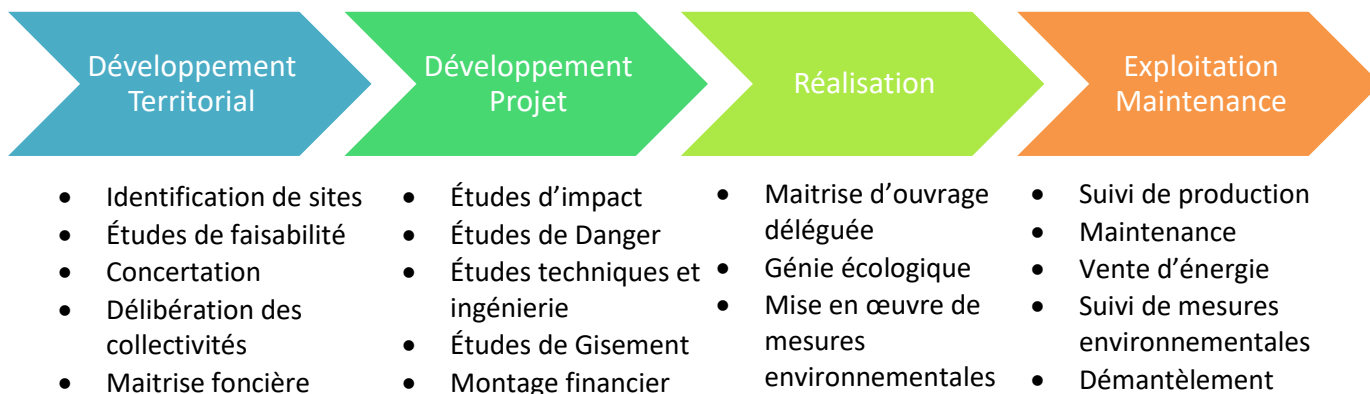 Développement
Territorial
Développement
Projet
Réalisation
Exploitation
Maintenance
• Identification de sites
• Études de faisabilité
• Concertation
• Délibération des
collectivités
• Maitrise foncière
• Études d'impact
• Études de Danger
• Études techniques et
ingénierie
• Études de Gisement
• Montage financier
• Maitrise d'ouvrage
déléguée
• Génie écologique
• Mise en œuvre de
mesures
environnementales
• Suivi de production
• Maintenance
• Vente d'énergie
• Suivi de mesures
environnementales
• Démantèlement